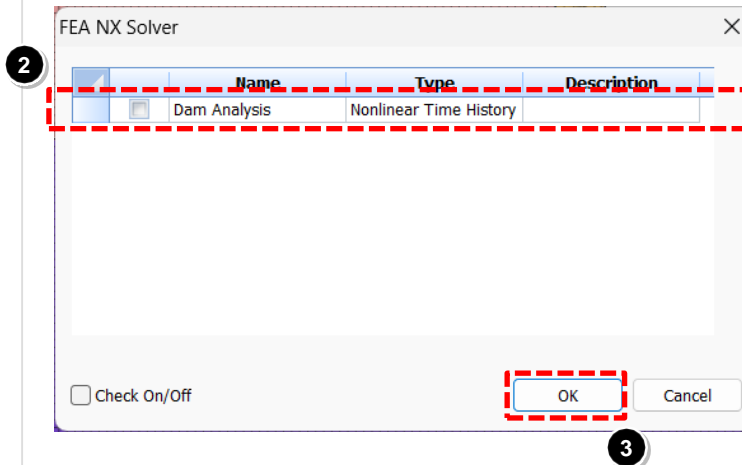 FEA NX Solver
2
Name Type Description
Dam Analysis Nonlinear Time History
Check On/Off OK Cancel
3